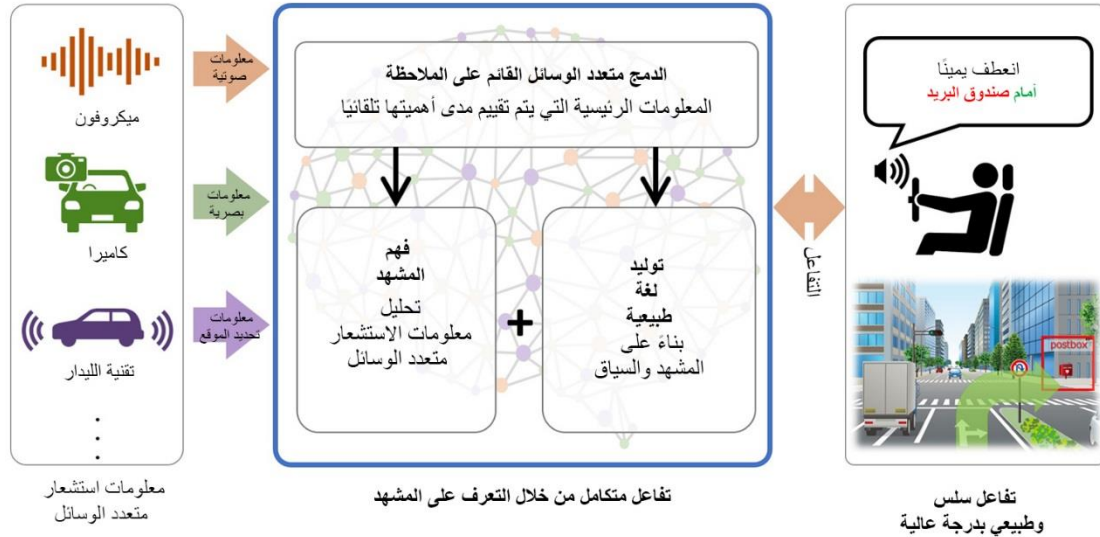 معلومات
صوتية
ميكروفون
معلومات
بصرية
كاميرا
معلومات
تحديد الموقع
تقنية الليدار
معلومات استشعار
متعدد الوسائل
الدمج متعدد الوسائل القائم على الملاحظة
المعلومات الرئيسية التي يتم تقييم مدى أهميتها تلقائيًا
فهم
المشهد
تحليل
معلومات الاستشعار
متعدد الوسائل
+
توليد
لغة
طبيعية
بناءً على
المشهد والسياق
تفاعل متكامل من خلال التعرف على المشهد
التفاعل
انعطف يمينًا
أمام صندوق البريد
postbox
تفاعل سلس
وطبيعي بدرجة عالية